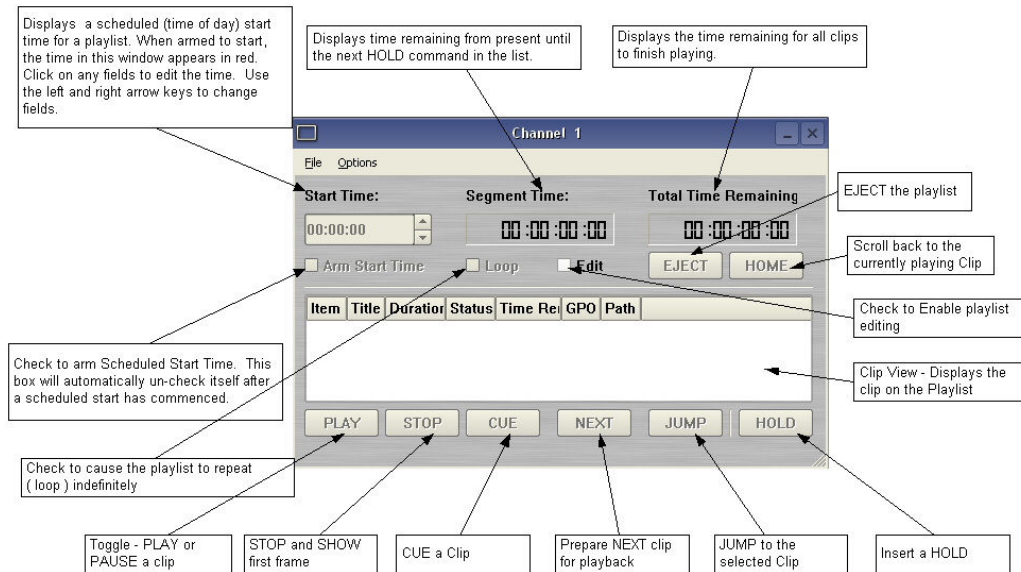 Displays a scheduled (time of day) start
time for a playlist. When armed to start,
the time in this window appears in red.
Click on any fields to edit the time. Use
the left and right arrow keys to change
fields.
Displays time remaining from present until
the next HOLD command in the list.
Displays the time remaining for all clips
to finish playing.
Channel 1
File Options
Start Time: Segment Time: Total Time Remaining
00:00:00 00:00:00:00 00:00:00:00
Arm Start Time Loop Edit EJECT HOME
EJECT the playlist
Scroll back to the
currently playing Clip
Item Title Duration Status Time Rei GPO Path
Check to Enable playlist
editing
Check to arm Scheduled Start Time. This
box will automatically un-check itself after
a scheduled start has commenced.
Clip View - Displays the
clip on the Playlist
PLAY STOP CUE NEXT JUMP HOLD
Check to cause the playlist to repeat
( loop ) indefinitely
Toggle - PLAY or
PAUSE a clip
STOP and SHOW
first frame
CUE a Clip
Prepare NEXT clip
for playback
JUMP to the
selected Clip
Insert a HOLD